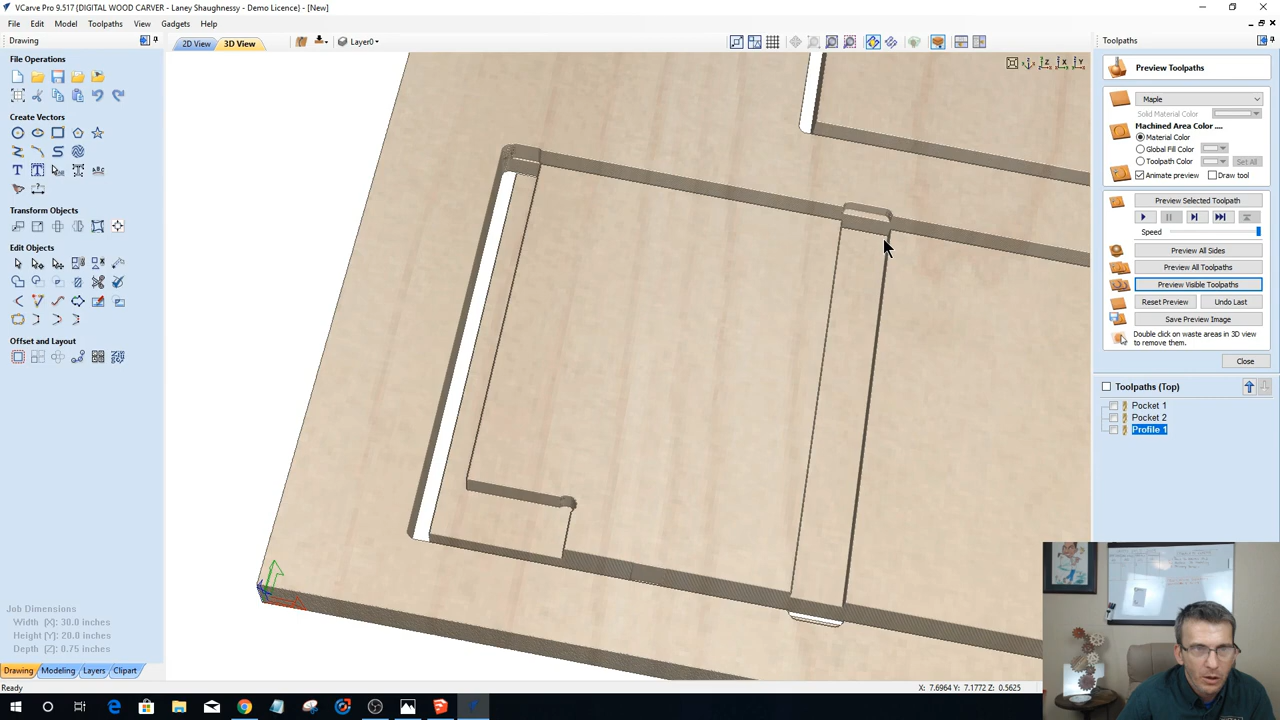 VCarve Pro 9.517 {DIGITAL WOOD CARVER - Laney Shaughnessy - Demo Licence} - [New]
File Edit Model Toolpaths View Gadgets Help
Drawing
2D View 3D View Layer0
Toolpaths
File Operations
Create Vectors
Transform Objects
Edit Objects
Offset and Layout
Job Dimensions
Width (X): 30.0 inches
Height (Y): 20.0 inches
Depth (Z): 0.75 inches
Drawing Modeling Layers Clipart
Ready
X: 7.6964 Y: 7.1772 Z: 0.5625
Preview Toolpaths
Maple
Solid Material Color
Machined Area Color ....
Material Color
Global Fill Color
Toolpath Color Set All
Animate preview Draw tool
Preview Selected Toolpath
Speed
Preview All Sides
Preview All Toolpaths
Preview Visible Toolpaths
Reset Preview Undo Last
Save Preview Image
Double click on waste areas in 3D view
to remove them.
Close
Toolpaths (Top)
Pocket 1
Pocket 2
Profile 1